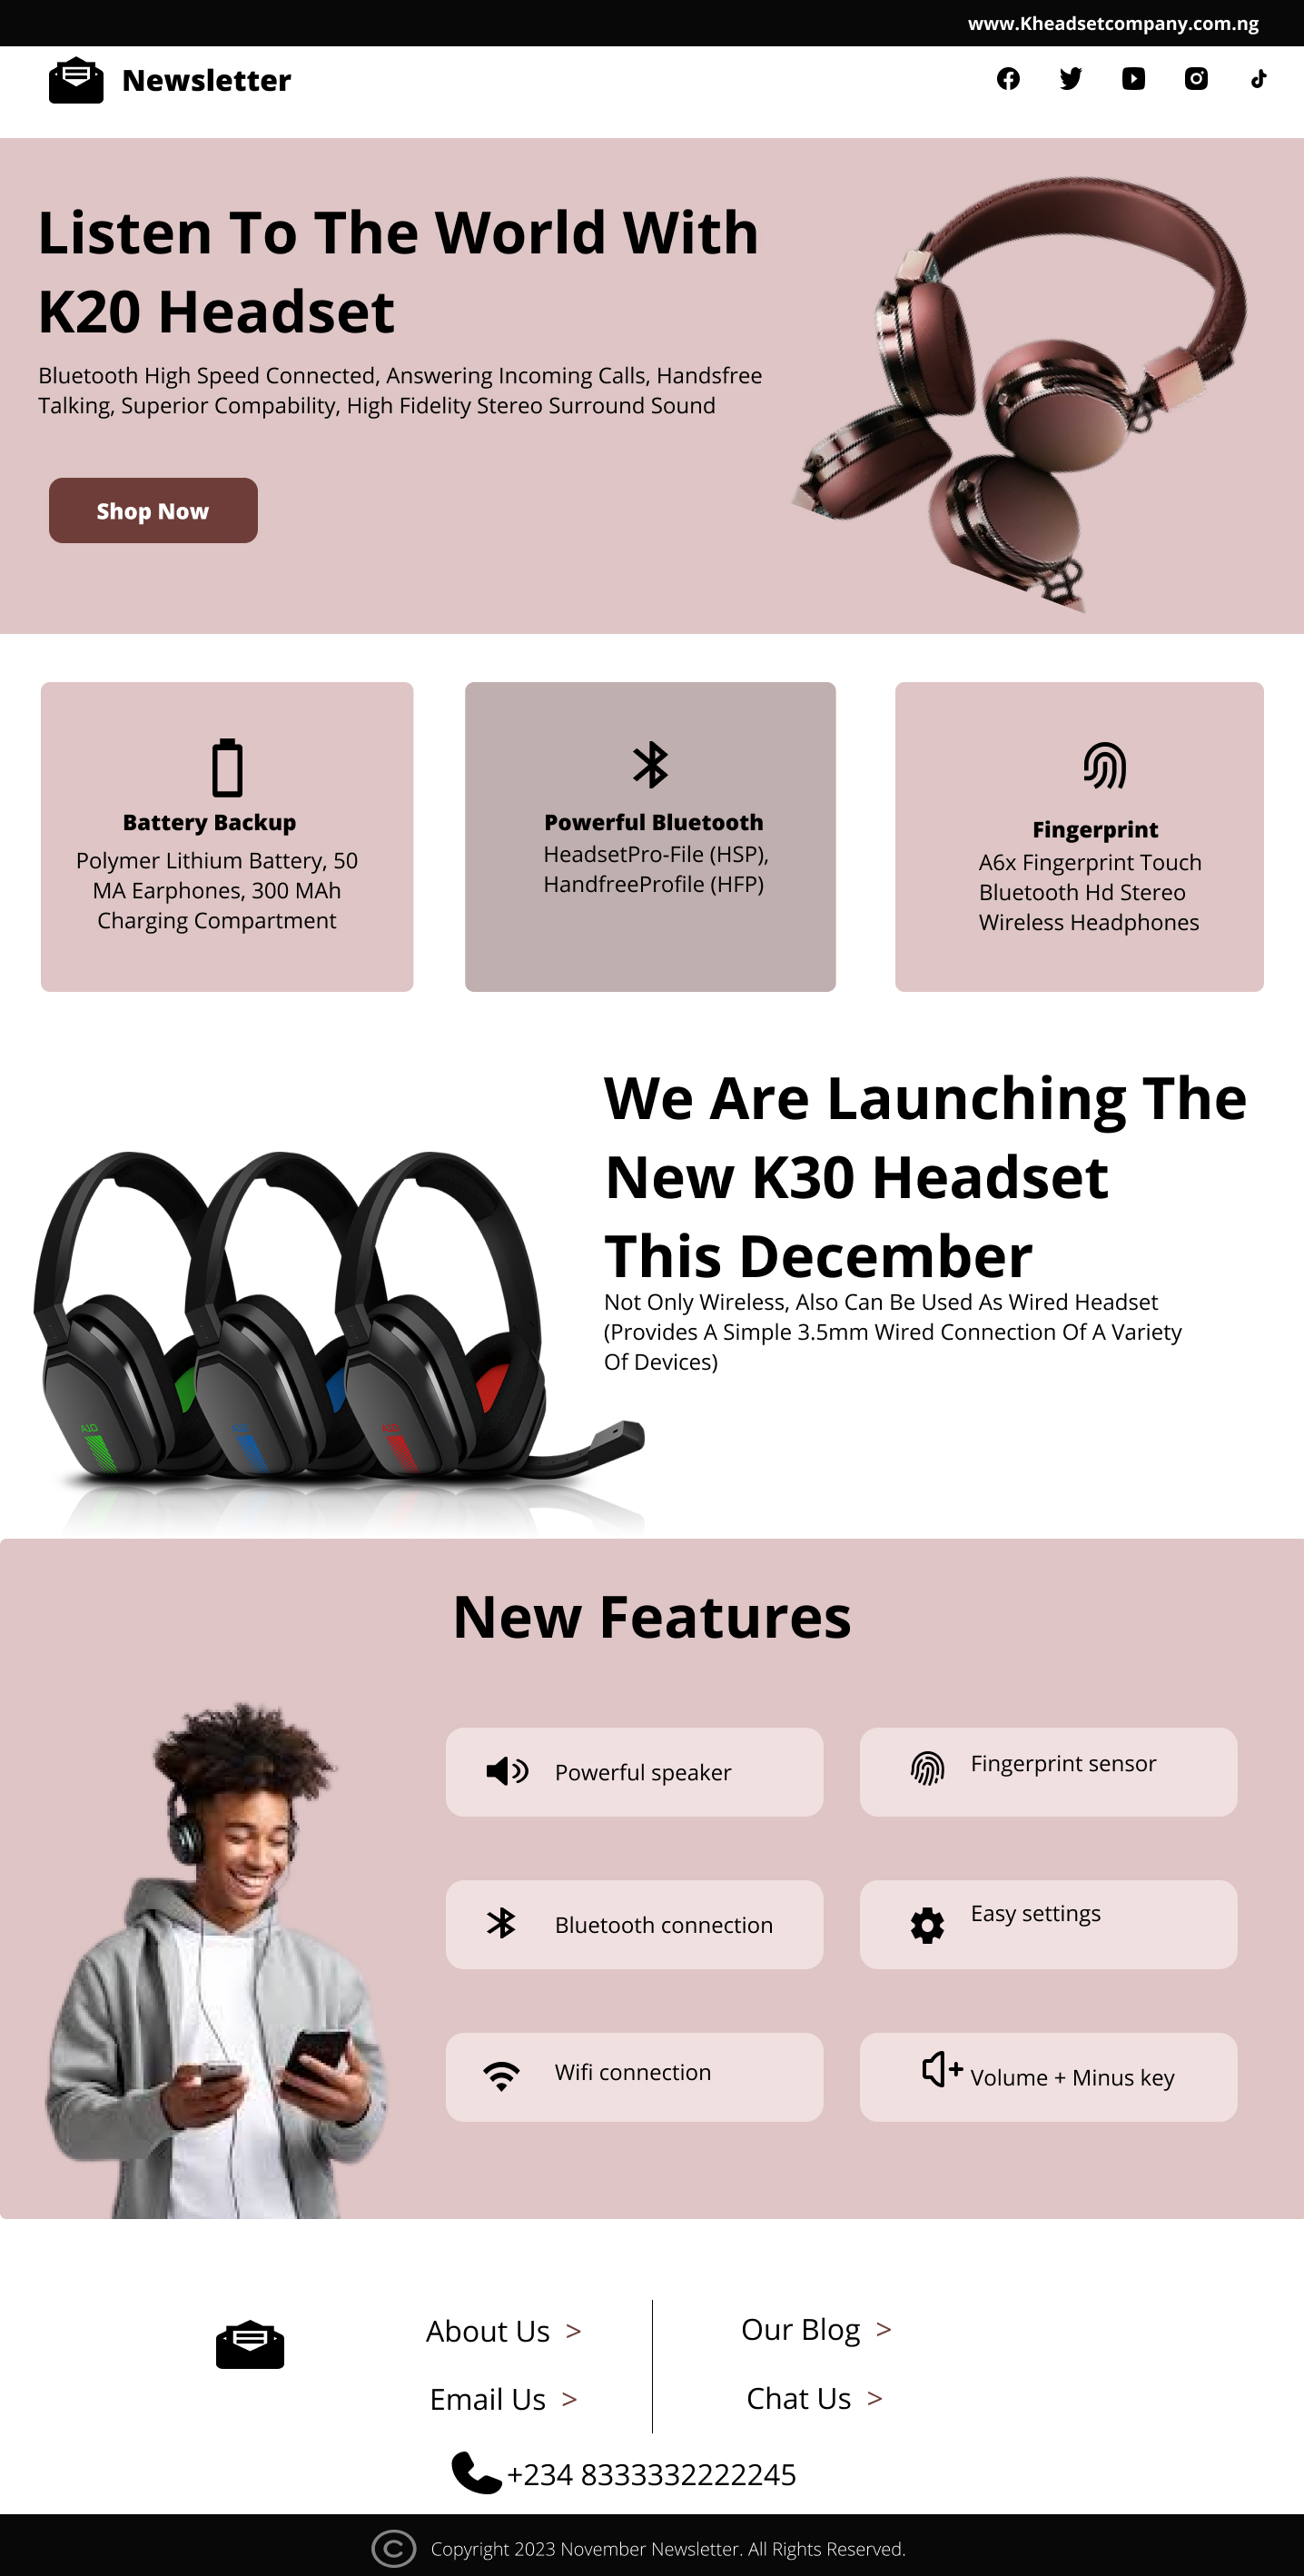 www.Kheadsetcompany.com.ng
Newsletter
Listen To The World With
K20 Headset
Bluetooth High Speed Connected, Answering Incoming Calls, Handsfree
Talking, Superior Compability, High Fidelity Stereo Surround Sound
Shop Now
Battery Backup
Polymer Lithium Battery, 50
MA Earphones, 300 MAh
Charging Compartment
Powerful Bluetooth
HeadsetPro-File (HSP),
HandfreeProfile (HFP)
Fingerprint
A6x Fingerprint Touch
Bluetooth Hd Stereo
Wireless Headphones
We Are Launching The
New K30 Headset
This December
Not Only Wireless, Also Can Be Used As Wired Headset
(Provides A Simple 3.5mm Wired Connection Of A Variety
Of Devices)
A10
A10
A10
New Features
Powerful speaker
Fingerprint sensor
Bluetooth connection
Easy settings
Wifi connection
Volume + Minus key
About Us >
Our Blog >
Email Us >
Chat Us >
+234 8333332222245
© Copyright 2023 November Newsletter. All Rights Reserved.